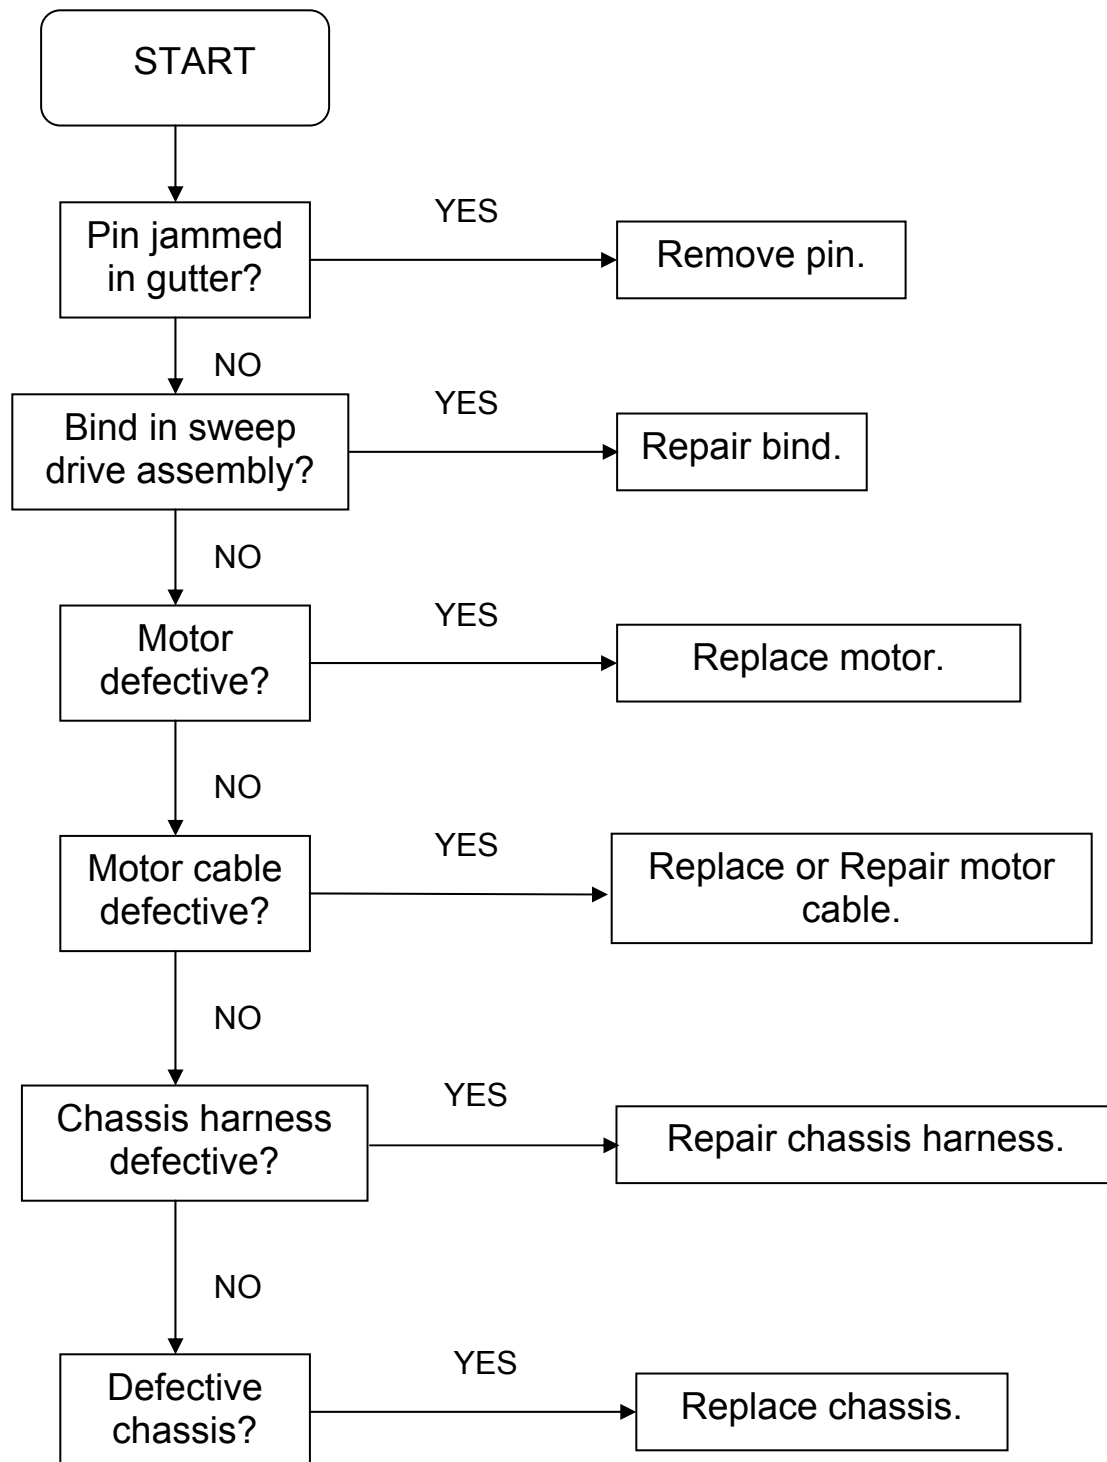 START
YES
Pin jammed
in gutter?
Remove pin.
NO
YES
Bind in sweep
drive assembly?
Repair bind.
NO
YES
Motor
defective?
Replace motor.
NO
YES
Motor cable
defective?
Replace or Repair motor
cable.
NO
YES
Chassis harness
defective?
Repair chassis harness.
NO
YES
Defective
chassis?
Replace chassis.